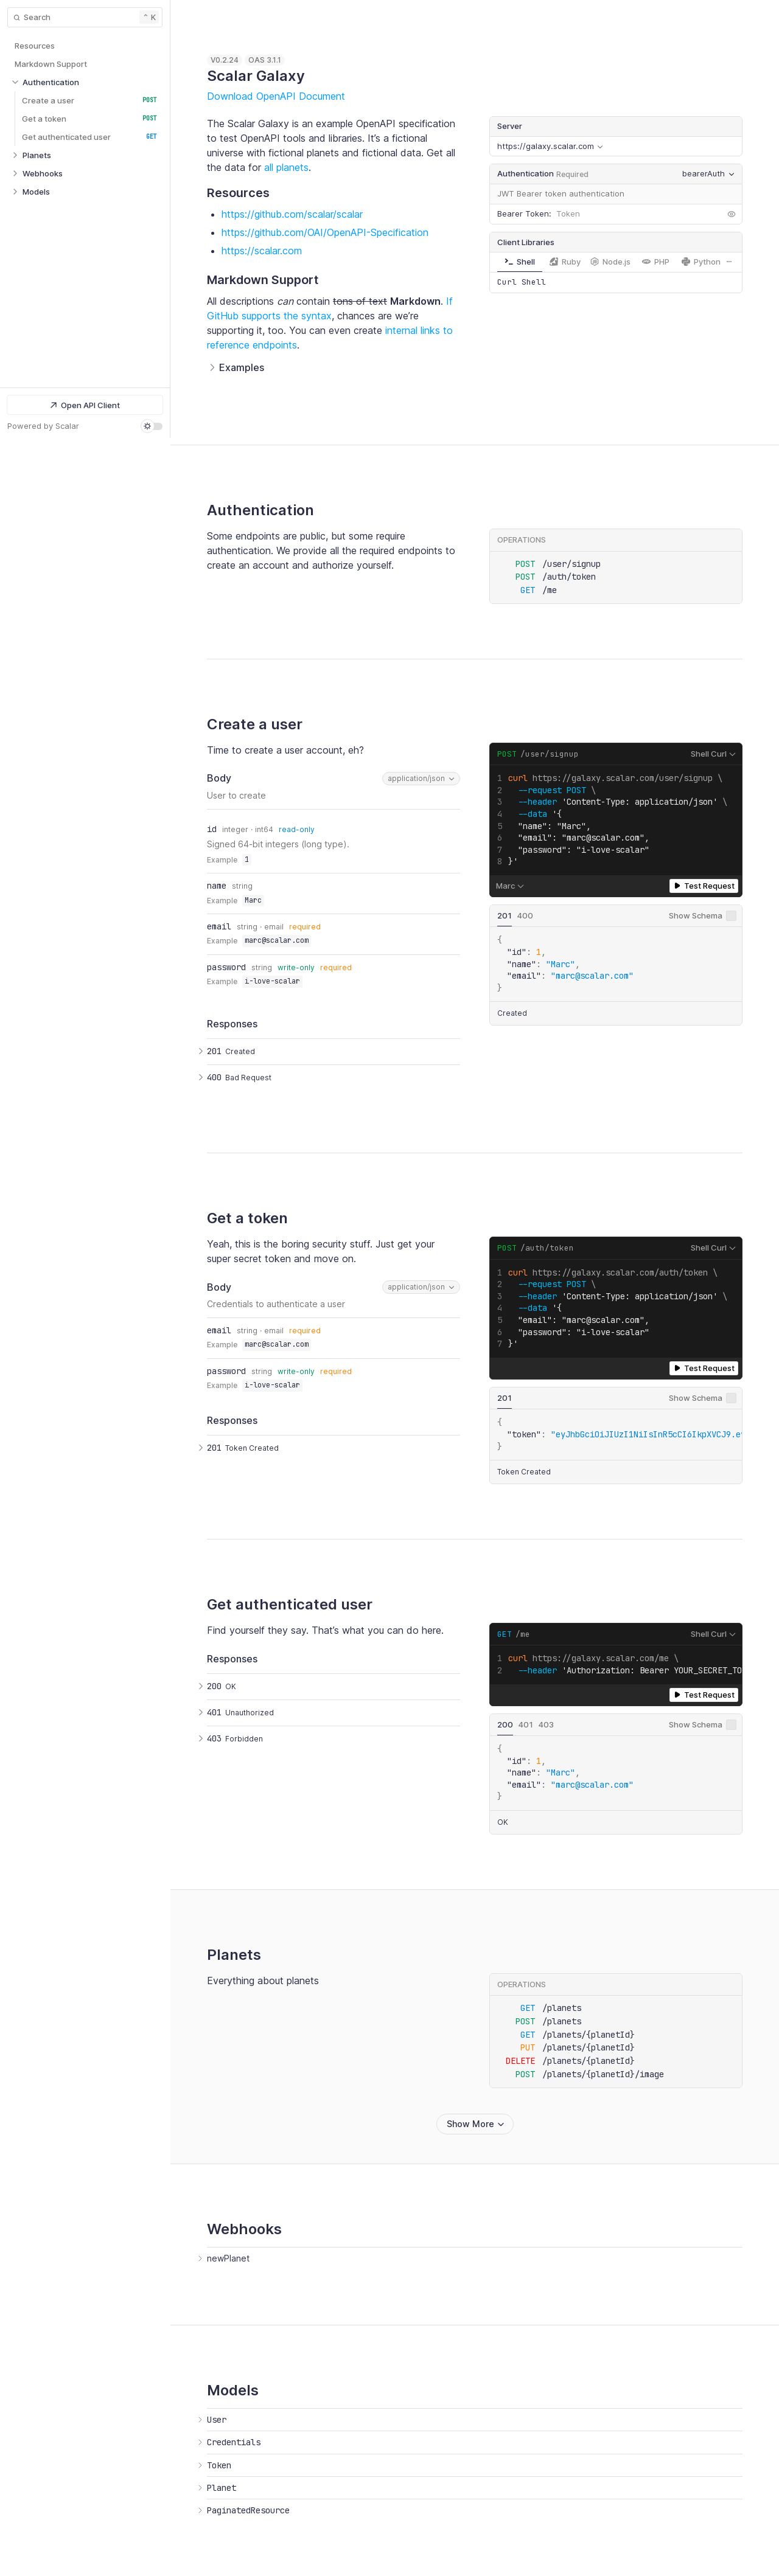 Search
⌃ K
Resources
Markdown Support
Authentication
Create a user POST
Get a token POST
Get authenticated user GET
Planets
Webhooks
Models
Open API Client
Powered by Scalar
V0.2.24 OAS 3.1.1
Scalar Galaxy
Download OpenAPI Document
The Scalar Galaxy is an example OpenAPI specification
to test OpenAPI tools and libraries. It's a fictional
universe with fictional planets and fictional data. Get all
the data for all planets.
Resources
https://github.com/scalar/scalar
https://github.com/OAI/OpenAPI-Specification
https://scalar.com
Markdown Support
All descriptions can contain tons of text Markdown. If
GitHub supports the syntax, chances are we're
supporting it, too. You can even create internal links to
reference endpoints.
Examples
Server
https://galaxy.scalar.com
Authentication Required bearerAuth
JWT Bearer token authentication
Bearer Token: Token
Client Libraries
Shell Ruby Node.js PHP Python
Curl Shell
Authentication
Some endpoints are public, but some require
authentication. We provide all the required endpoints to
create an account and authorize yourself.
OPERATIONS
POST /user/signup
POST /auth/token
GET /me
Create a user
Time to create a user account, eh?
Body application/json
User to create
id integer · int64 read-only
Signed 64-bit integers (long type).
Example 1
name string
Example Marc
email string · email required
Example marc@scalar.com
password string write-only required
Example i-love-scalar
Responses
201 Created
400 Bad Request
POST /user/signup Shell Curl
1 curl https://galaxy.scalar.com/user/signup \
2 --request POST \
3 --header 'Content-Type: application/json' \
4 --data '{
5 "name": "Marc",
6 "email": "marc@scalar.com",
7 "password": "i-love-scalar"
8 }'
Marc Test Request
201 400 Show Schema
{
"id": 1,
"name": "Marc",
"email": "marc@scalar.com"
}
Created
Get a token
Yeah, this is the boring security stuff. Just get your
super secret token and move on.
Body application/json
Credentials to authenticate a user
email string · email required
Example marc@scalar.com
password string write-only required
Example i-love-scalar
Responses
201 Token Created
POST /auth/token Shell Curl
1 curl https://galaxy.scalar.com/auth/token \
2 --request POST \
3 --header 'Content-Type: application/json' \
4 --data '{
5 "email": "marc@scalar.com",
6 "password": "i-love-scalar"
7 }'
Test Request
201 Show Schema
{
"token": "eyJhbGciOiJIUzI1NiIsInR5cCI6IkpXVCJ9.e
}
Token Created
Get authenticated user
Find yourself they say. That's what you can do here.
Responses
200 OK
401 Unauthorized
403 Forbidden
GET /me Shell Curl
1 curl https://galaxy.scalar.com/me \
2 --header 'Authorization: Bearer YOUR_SECRET_TO
Test Request
200 401 403 Show Schema
{
"id": 1,
"name": "Marc",
"email": "marc@scalar.com"
}
OK
Planets
Everything about planets
OPERATIONS
GET /planets
POST /planets
GET /planets/{planetId}
PUT /planets/{planetId}
DELETE /planets/{planetId}
POST /planets/{planetId}/image
Show More
Webhooks
newPlanet
Models
User
Credentials
Token
Planet
PaginatedResource